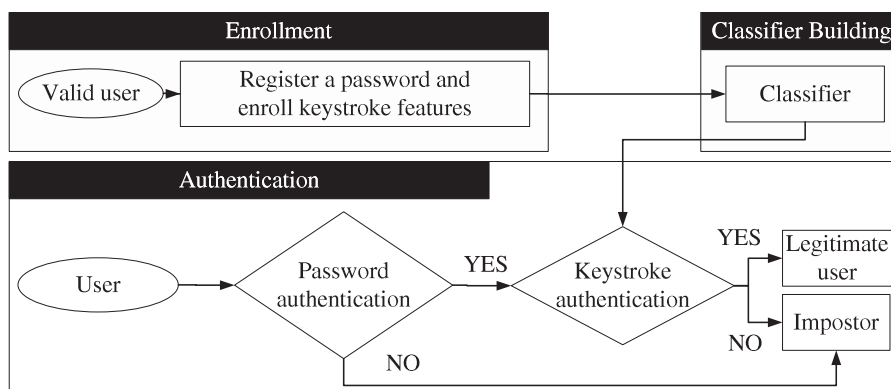 Enrollment
Classifier Building
Valid user
Register a password and
enroll keystroke features
Classifier
Authentication
User
Password
authentication
YES
NO
Keystroke
authentication
YES
NO
Legitimate
user
Impostor